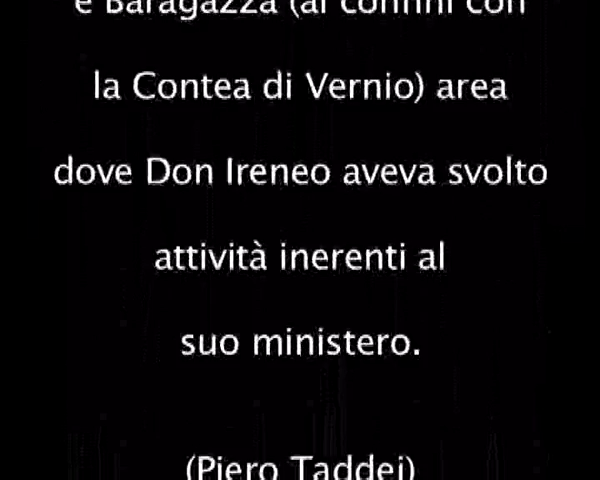 e Baragazza (ai confini con
la Contea di Vernio) area
dove Don Ireneo aveva svolto
attività inerenti al
suo ministero.
(Piero Taddei)